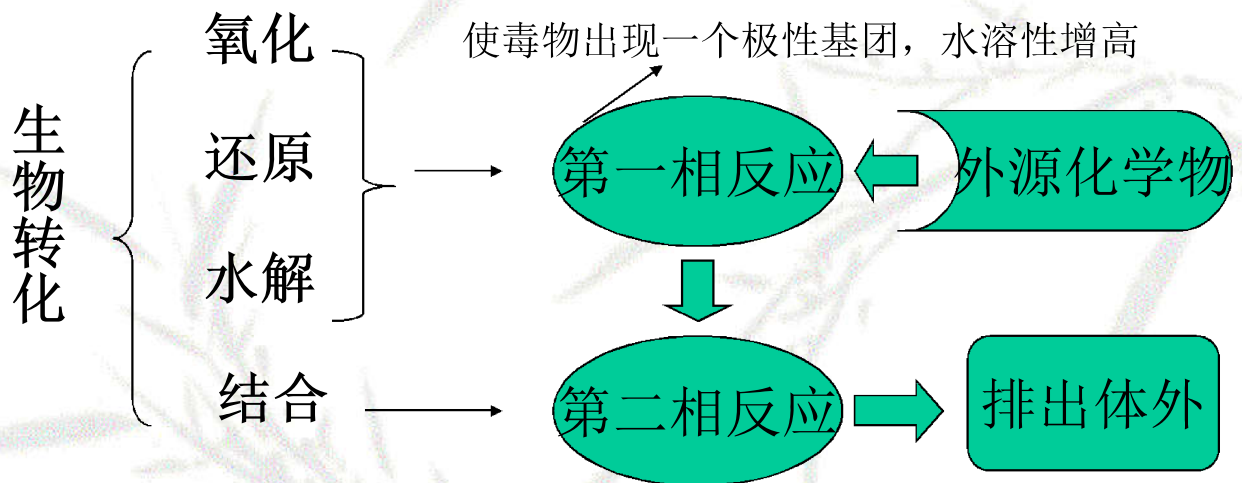 生物转化
氧化
还原
水解
结合
使毒物出现一个极性基团，水溶性增高
第一相反应
外源化学物
第二相反应
排出体外